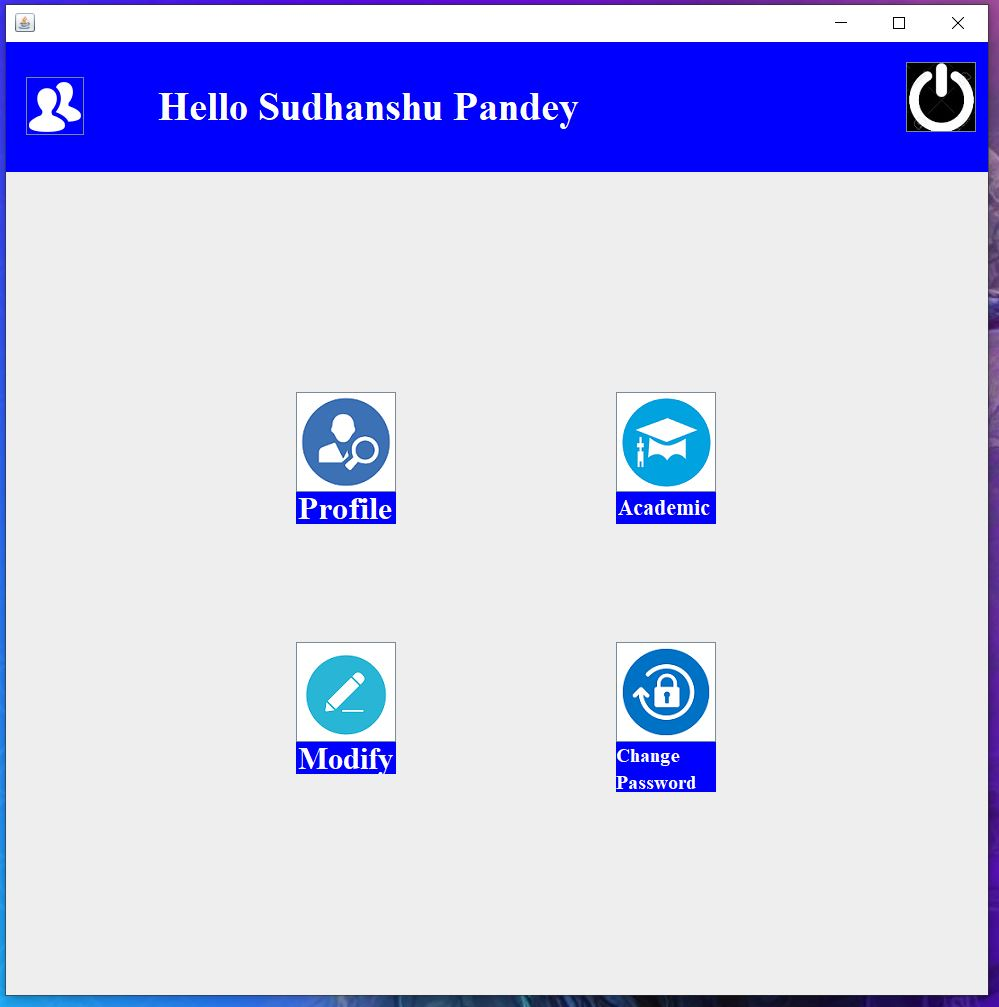 Hello Sudhanshu Pandey
Profile
Academic
Modify
Change
Password